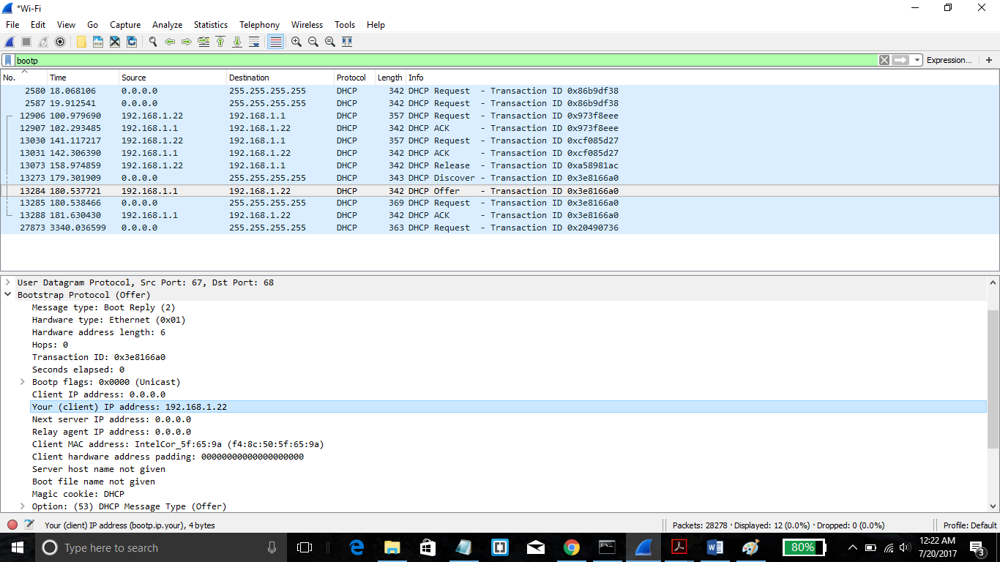 *Wi-Fi
File Edit View Go Capture Analyze Statistics Telephony Wireless Tools Help
bootp
Expression... +
No. Time Source Destination Protocol Length Info
2580 18.068106 0.0.0.0 255.255.255.255 DHCP 342 DHCP Request - Transaction ID 0x86b9df38
2587 19.912541 0.0.0.0 255.255.255.255 DHCP 342 DHCP Request - Transaction ID 0x86b9df38
12906 100.979690 192.168.1.22 192.168.1.1 DHCP 357 DHCP Request - Transaction ID 0x973f8eee
12907 102.293485 192.168.1.1 192.168.1.22 DHCP 342 DHCP ACK - Transaction ID 0x973f8eee
13030 141.117217 192.168.1.22 192.168.1.1 DHCP 357 DHCP Request - Transaction ID 0xcf085d27
13031 142.306390 192.168.1.1 192.168.1.22 DHCP 342 DHCP ACK - Transaction ID 0xcf085d27
13073 158.974859 192.168.1.22 192.168.1.1 DHCP 342 DHCP Release - Transaction ID 0xa58981ac
13273 179.301909 0.0.0.0 255.255.255.255 DHCP 343 DHCP Discover - Transaction ID 0x3e8166a0
13284 180.537721 192.168.1.1 192.168.1.22 DHCP 342 DHCP Offer - Transaction ID 0x3e8166a0
13285 180.538466 0.0.0.0 255.255.255.255 DHCP 369 DHCP Request - Transaction ID 0x3e8166a0
13288 181.630430 192.168.1.1 192.168.1.22 DHCP 342 DHCP ACK - Transaction ID 0x3e8166a0
27873 3340.036599 0.0.0.0 255.255.255.255 DHCP 363 DHCP Request - Transaction ID 0x20490736
User Datagram Protocol, Src Port: 67, Dst Port: 68
Bootstrap Protocol (Offer)
Message type: Boot Reply (2)
Hardware type: Ethernet (0x01)
Hardware address length: 6
Hops: 0
Transaction ID: 0x3e8166a0
Seconds elapsed: 0
Bootp flags: 0x0000 (Unicast)
Client IP address: 0.0.0.0
Your (client) IP address: 192.168.1.22
Next server IP address: 0.0.0.0
Relay agent IP address: 0.0.0.0
Client MAC address: IntelCor_5f:65:9a (f4:8c:50:5f:65:9a)
Client hardware address padding: 00000000000000000000
Server host name not given
Boot file name not given
Magic cookie: DHCP
Option: (53) DHCP Message Type (Offer)
Your (client) IP address (bootp.ip.your), 4 bytes
Packets: 28278 · Displayed: 12 (0.0%) · Dropped: 0 (0.0%)
Profile: Default
Type here to search
80%
12:22 AM
7/20/2017
3